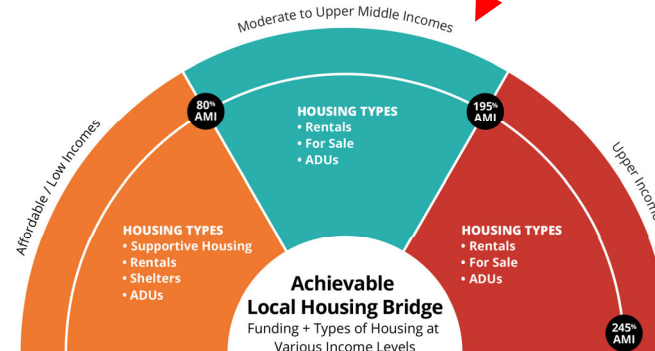 Moderate to Upper Middle Incomes
80%
AMI
195%
AMI
HOUSING TYPES
• Rentals
• For Sale
• ADUs
Affordable / Low Incomes
HOUSING TYPES
• Supportive Housing
• Rentals
• Shelters
• ADUs
Upper Income
HOUSING TYPES
• Rentals
• For Sale
• ADUs
245%
AMI
Achievable
Local Housing Bridge
Funding + Types of Housing at
Various Income Levels